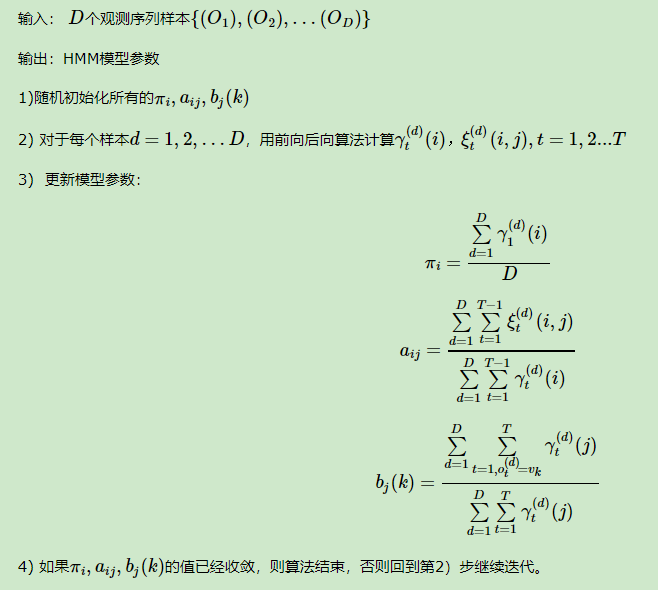 输入： $D$个观测序列样本$\{(O_1),(O_2),\ldots(O_D)\}$
输出：HMM模型参数
1)随机初始化所有的$\pi_i,a_{ij},b_j(k)$
2) 对于每个样本$d=1,2,\ldots D$，用前向后向算法计算$\gamma_t^{(d)}(i)$，$\xi_t^{(d)}(i,j),t=1,2...T$
3) 更新模型参数：
$\pi_i=\frac{\sum\limits_{d=1}^{D}\gamma_1^{(d)}(i)}{D}$
$a_{ij}=\frac{\sum\limits_{d=1}^{D}\sum\limits_{t=1}^{T-1}\xi_t^{(d)}(i,j)}{\sum\limits_{d=1}^{D}\sum\limits_{t=1}^{T-1}\gamma_t^{(d)}(i)}$
$b_j(k)=\frac{\sum\limits_{d=1}^{D}\sum\limits_{t=1,o_t^{(d)}=v_k}^{T}\gamma_t^{(d)}(j)}{\sum\limits_{d=1}^{D}\sum\limits_{t=1}^{T}\gamma_t^{(d)}(j)}$
4) 如果$\pi_i,a_{ij},b_j(k)$的值已经收敛，则算法结束，否则回到第2）步继续迭代。